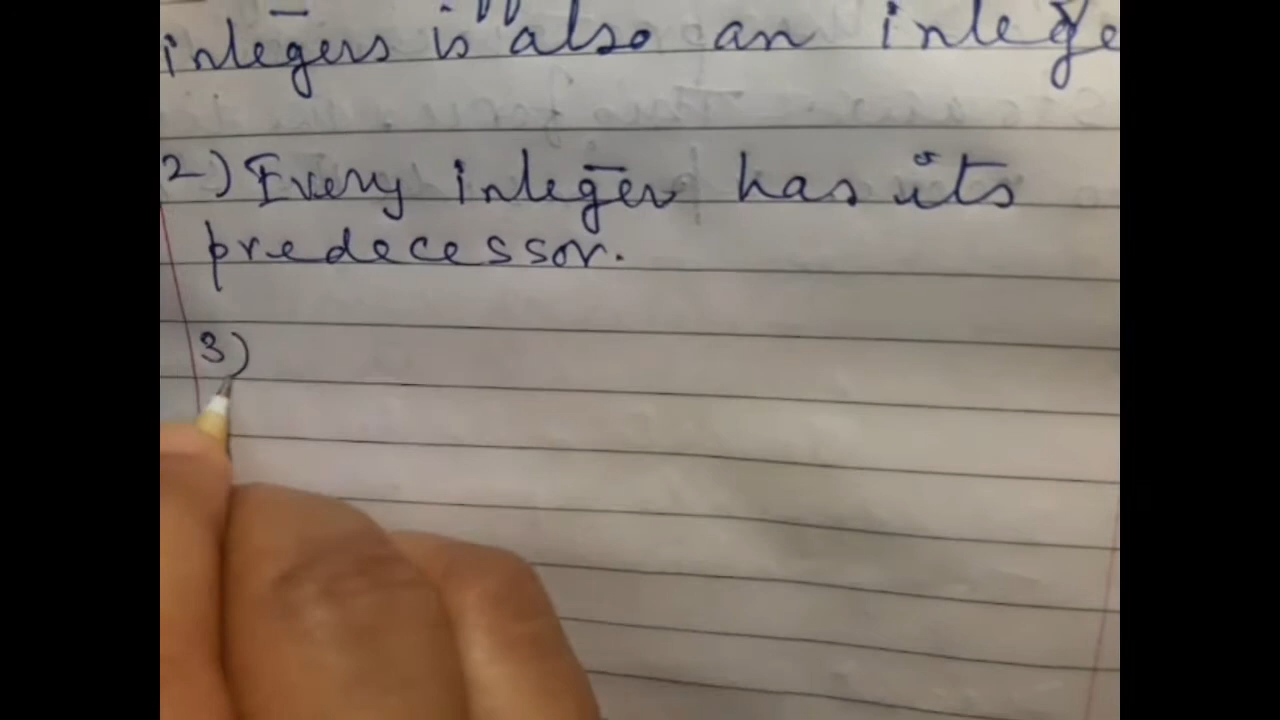 integers is also an intege
2) Every integer has its
predecessor.
3)